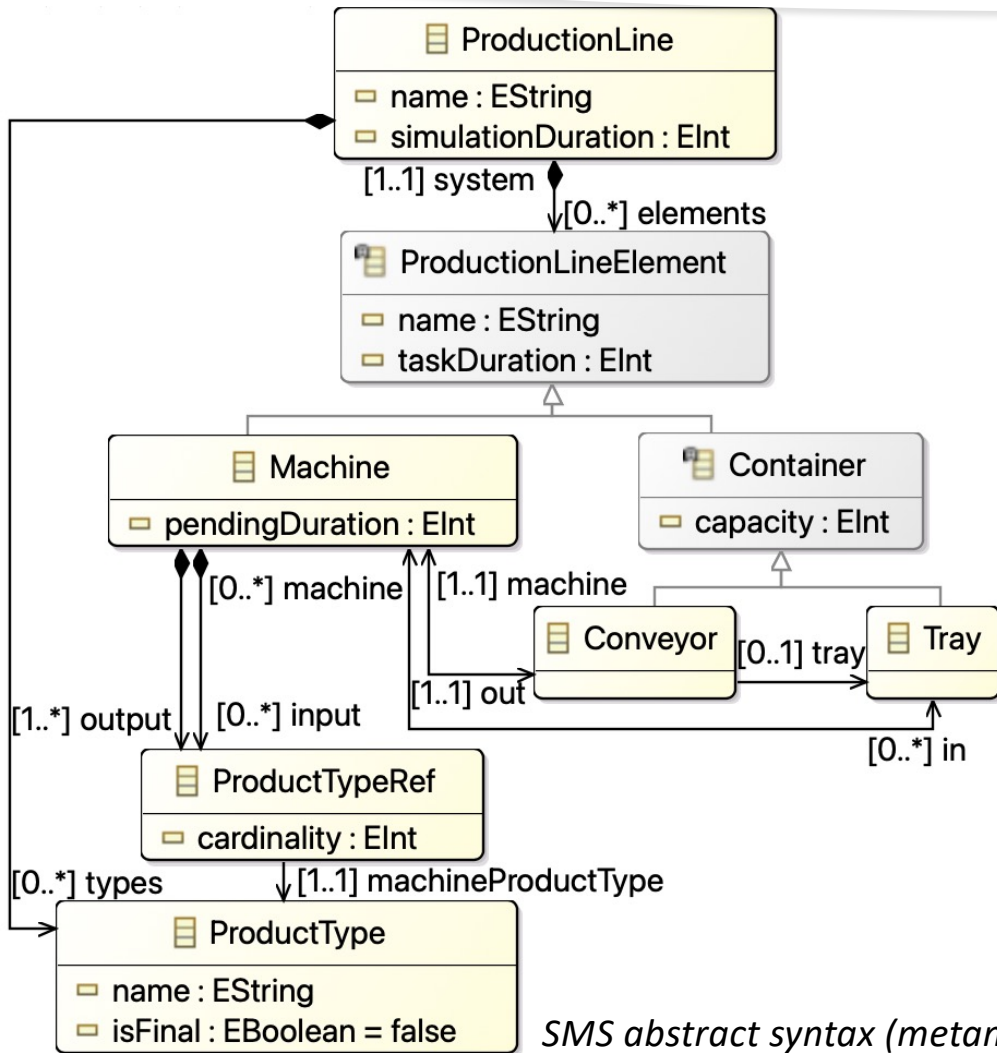 ProductionLine
name : EString
simulationDuration : EInt
[1..1] system
[0..*] elements
ProductionLineElement
name : EString
taskDuration : EInt
Machine
pendingDuration : EInt
Container
capacity : EInt
[0..*] machine
[1..1] machine
Conveyor
[0..1] tray
Tray
[1..1] out
[0..*] in
[1..*] output
[0..*] input
ProductTypeRef
cardinality : EInt
[1..1] machineProductType
[0..*] types
ProductType
name : EString
isFinal : EBoolean = false
SMS abstract syntax